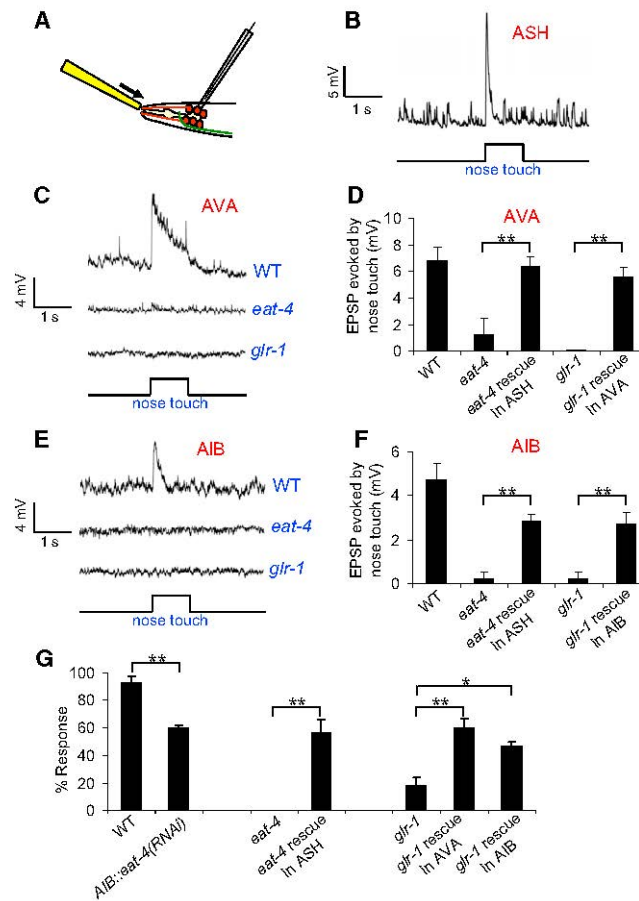 A
B
ASH
5 mV
1 s
nose touch
C
AVA
WT
eat-4
glr-1
4 mV
1 s
nose touch
D
AVA
EPSP evoked by
nose touch (mV)
8
6
4
2
0
**
**
WT
eat-4
eat-4 rescue
in ASH
glr-1
glr-1 rescue
in AVA
E
AIB
WT
eat-4
glr-1
4 mV
1 s
nose touch
F
AIB
EPSP evoked by
nose touch (mV)
6
4
2
0
**
**
WT
eat-4
eat-4 rescue
in ASH
glr-1
glr-1 rescue
in AIB
G
% Response
100
80
60
40
20
0
**
**
*
**
WT
AIB::eat-4(RNAi)
eat-4
eat-4 rescue
in ASH
glr-1
glr-1 rescue
in AVA
glr-1 rescue
in AIB